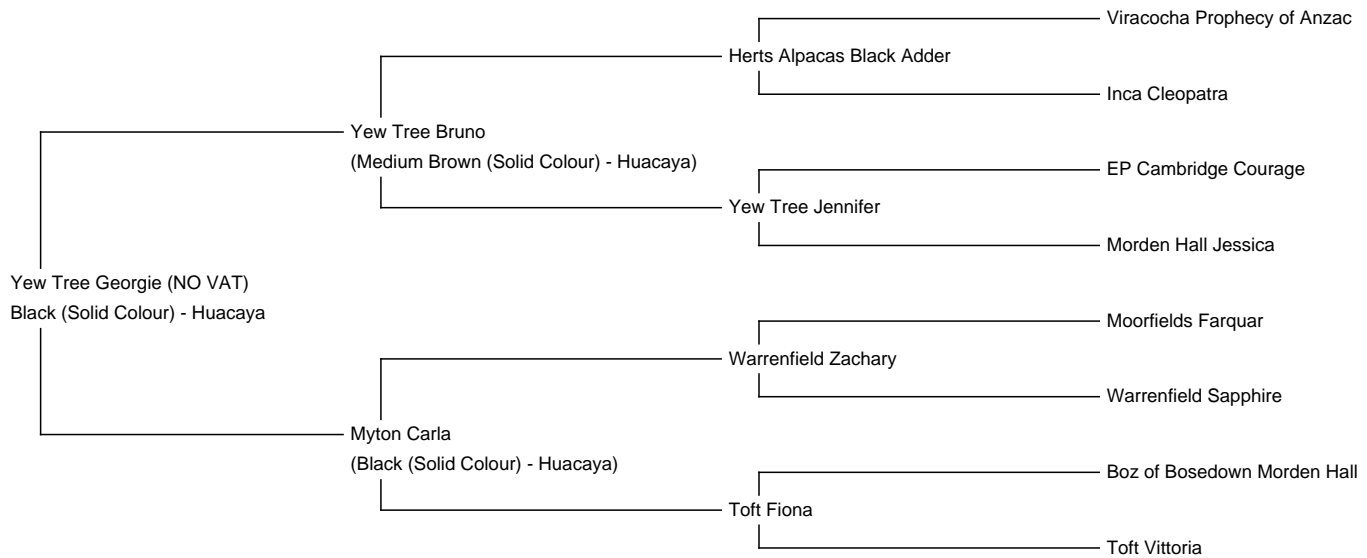 Viracocha Prophecy of Anzac
Herts Alpacas Black Adder
Inca Cleopatra
Yew Tree Bruno
(Medium Brown (Solid Colour) - Huacaya)
EP Cambridge Courage
Yew Tree Jennifer
Morden Hall Jessica
Yew Tree Georgie (NO VAT)
Black (Solid Colour) - Huacaya
Moorfields Farquar
Warrenfield Zachary
Warrenfield Sapphire
Myton Carla
(Black (Solid Colour) - Huacaya)
Boz of Bosedown Morden Hall
Toft Fiona
Toft Vittoria